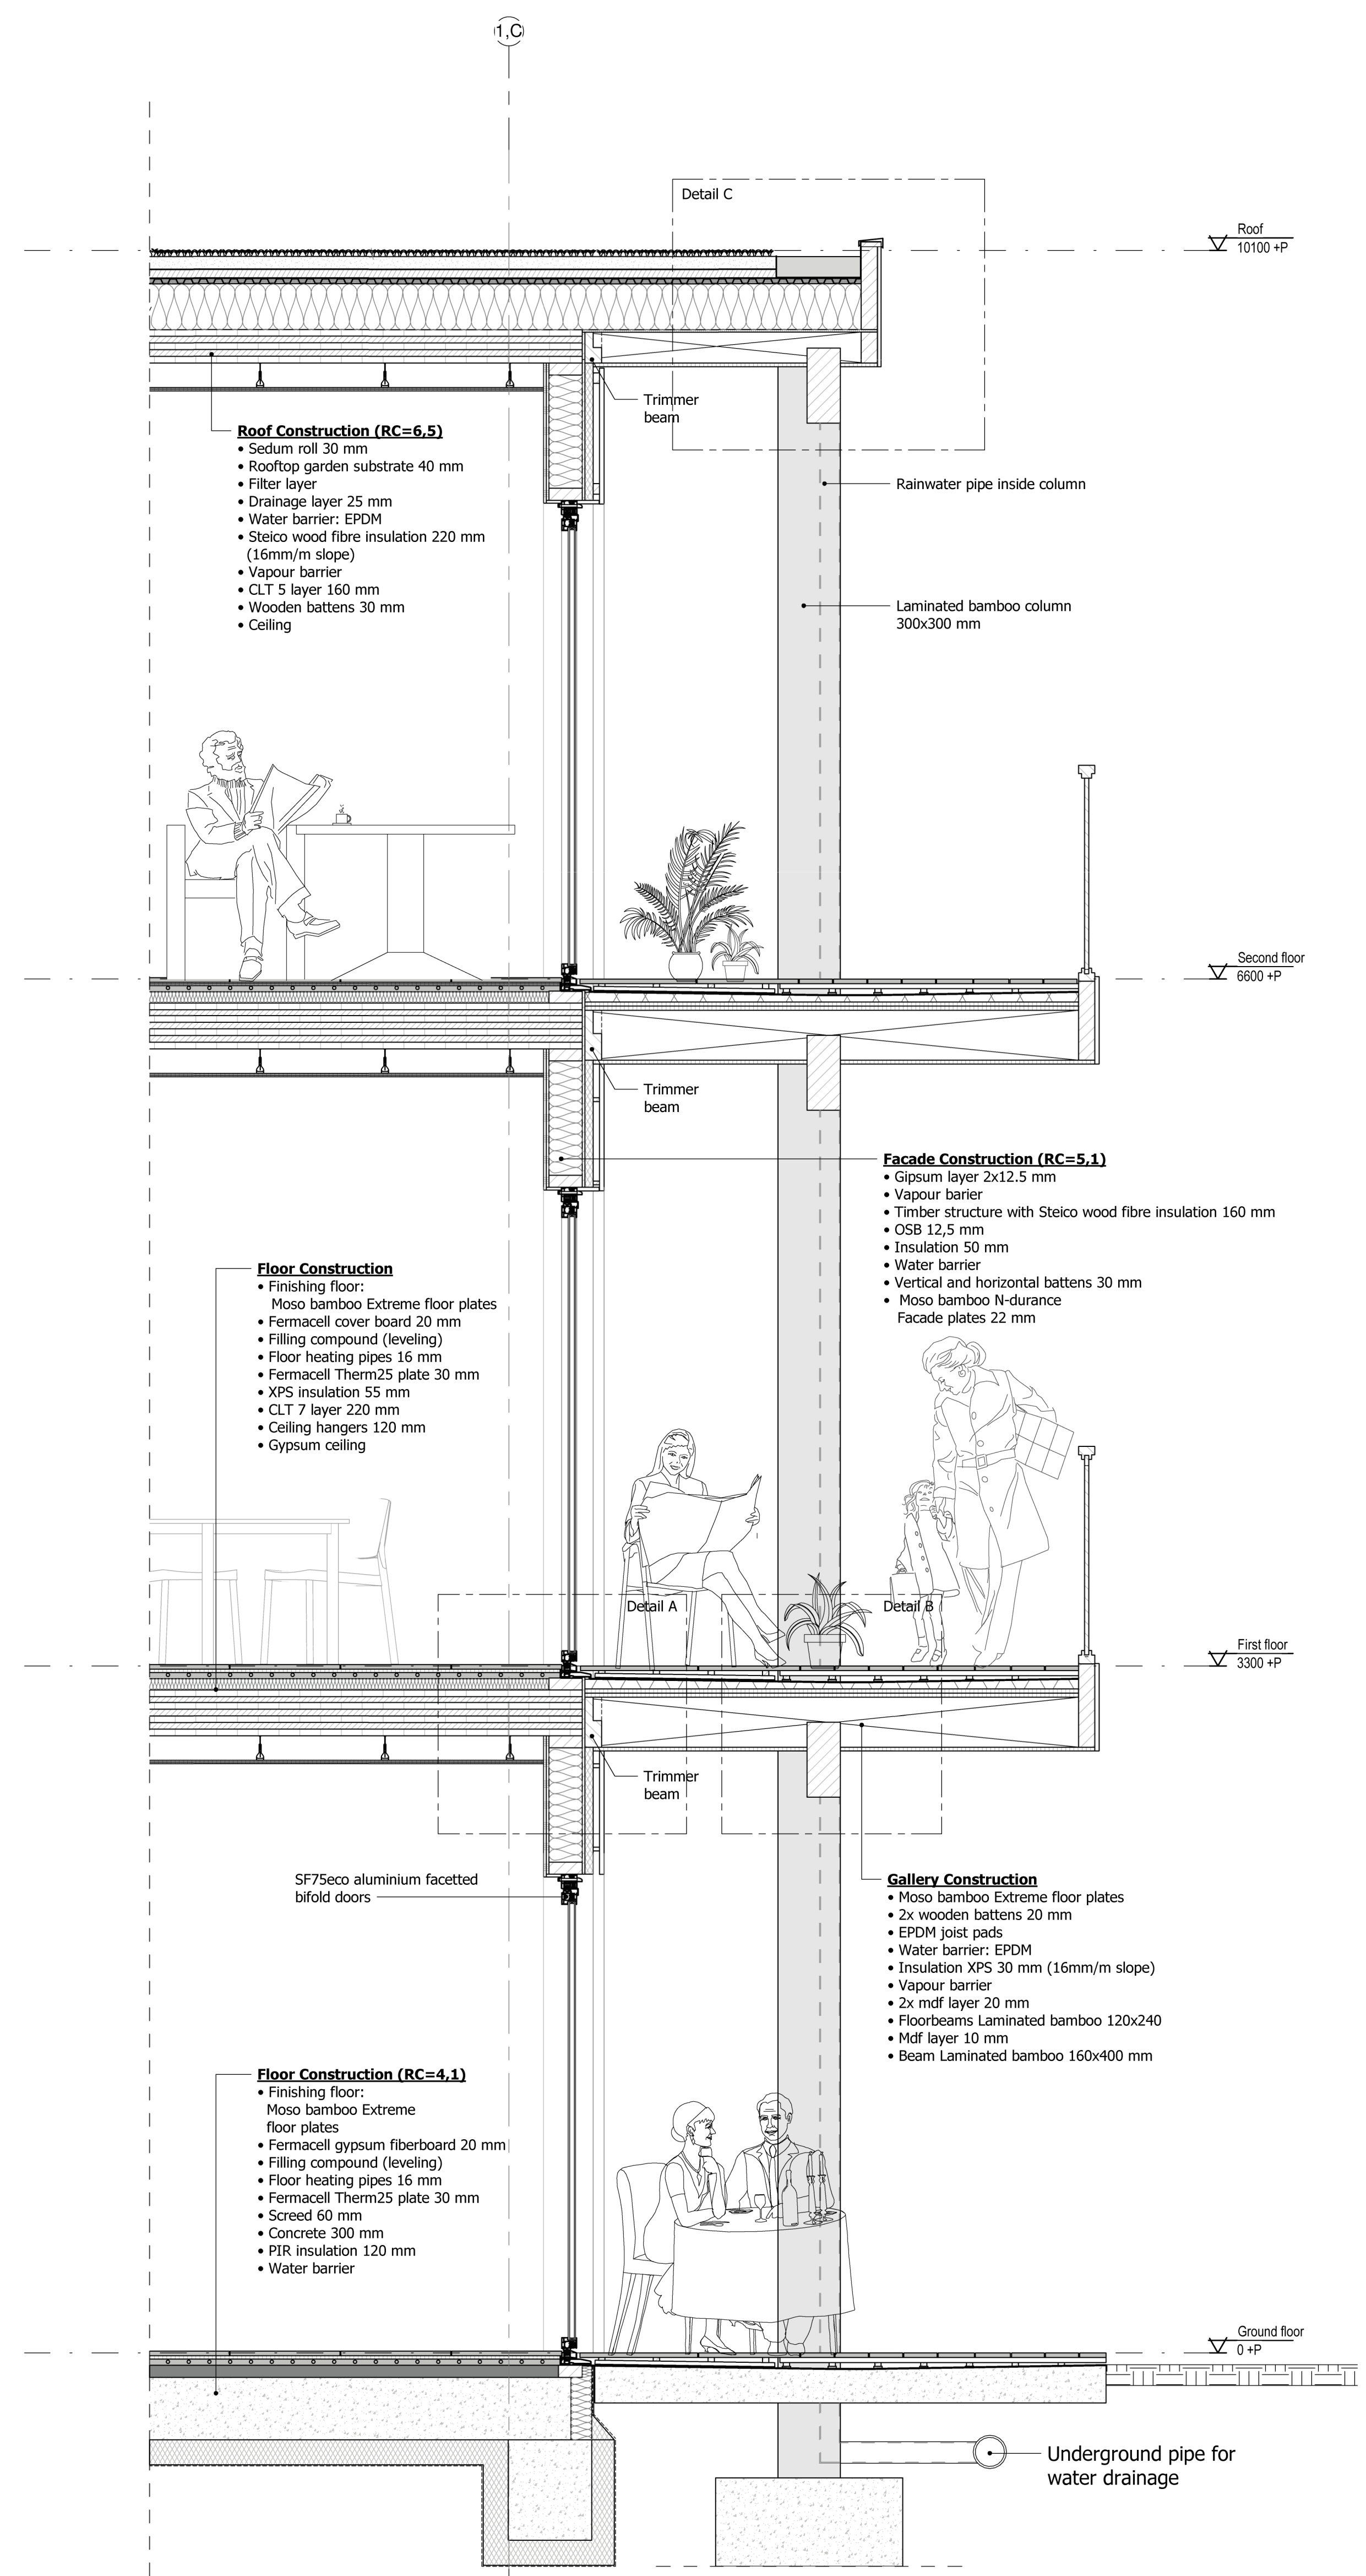 1,C
Detail C
Roof
10100 +P
Trimmer
beam
Roof Construction (RC=6,5)
• Sedum roll 30 mm
• Rooftop garden substrate 40 mm
• Filter layer
• Drainage layer 25 mm
• Water barrier: EPDM
• Steico wood fibre insulation 220 mm
(16mm/m slope)
• Vapour barrier
• CLT 5 layer 160 mm
• Wooden battens 30 mm
• Ceiling
Rainwater pipe inside column
Laminated bamboo column
300x300 mm
Second floor
6600 +P
Trimmer
beam
Facade Construction (RC=5,1)
• Gipsum layer 2x12.5 mm
• Vapour barier
• Timber structure with Steico wood fibre insulation 160 mm
• OSB 12,5 mm
• Insulation 50 mm
• Water barrier
• Vertical and horizontal battens 30 mm
• Moso bamboo N-durance
Facade plates 22 mm
Floor Construction
• Finishing floor:
Moso bamboo Extreme floor plates
• Fermacell cover board 20 mm
• Filling compound (leveling)
• Floor heating pipes 16 mm
• Fermacell Therm25 plate 30 mm
• XPS insulation 55 mm
• CLT 7 layer 220 mm
• Ceiling hangers 120 mm
• Gypsum ceiling
Detail A
Detail B
First floor
3300 +P
Trimmer
beam
SF75eco aluminium facetted
bifold doors
Gallery Construction
• Moso bamboo Extreme floor plates
• 2x wooden battens 20 mm
• EPDM joist pads
• Water barrier: EPDM
• Insulation XPS 30 mm (16mm/m slope)
• Vapour barrier
• 2x mdf layer 20 mm
• Floorbeams Laminated bamboo 120x240
• Mdf layer 10 mm
• Beam Laminated bamboo 160x400 mm
Floor Construction (RC=4,1)
• Finishing floor:
Moso bamboo Extreme
floor plates
• Fermacell gypsum fiberboard 20 mm
• Filling compound (leveling)
• Floor heating pipes 16 mm
• Fermacell Therm25 plate 30 mm
• Screed 60 mm
• Concrete 300 mm
• PIR insulation 120 mm
• Water barrier
Ground floor
0 +P
Underground pipe for
water drainage